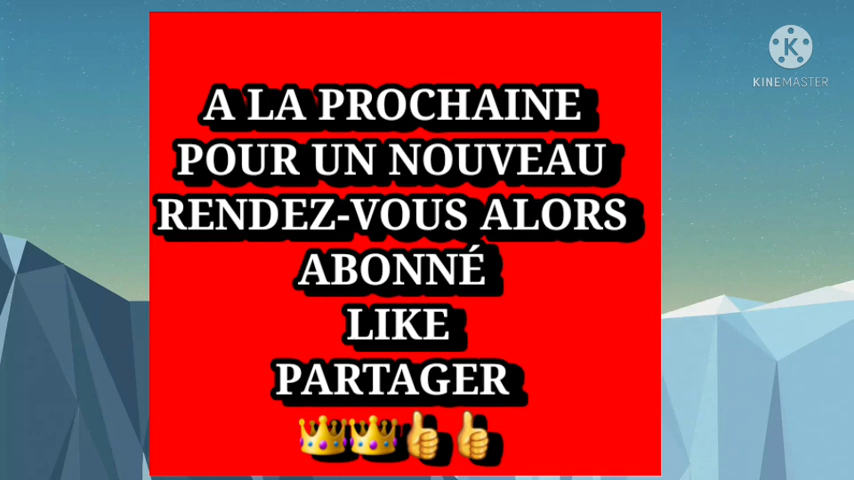 A LA PROCHAINE
POUR UN NOUVEAU
RENDEZ-VOUS ALORS
ABONNÉ
LIKE
PARTAGER
👑👑👍👍
K
KINEMASTER